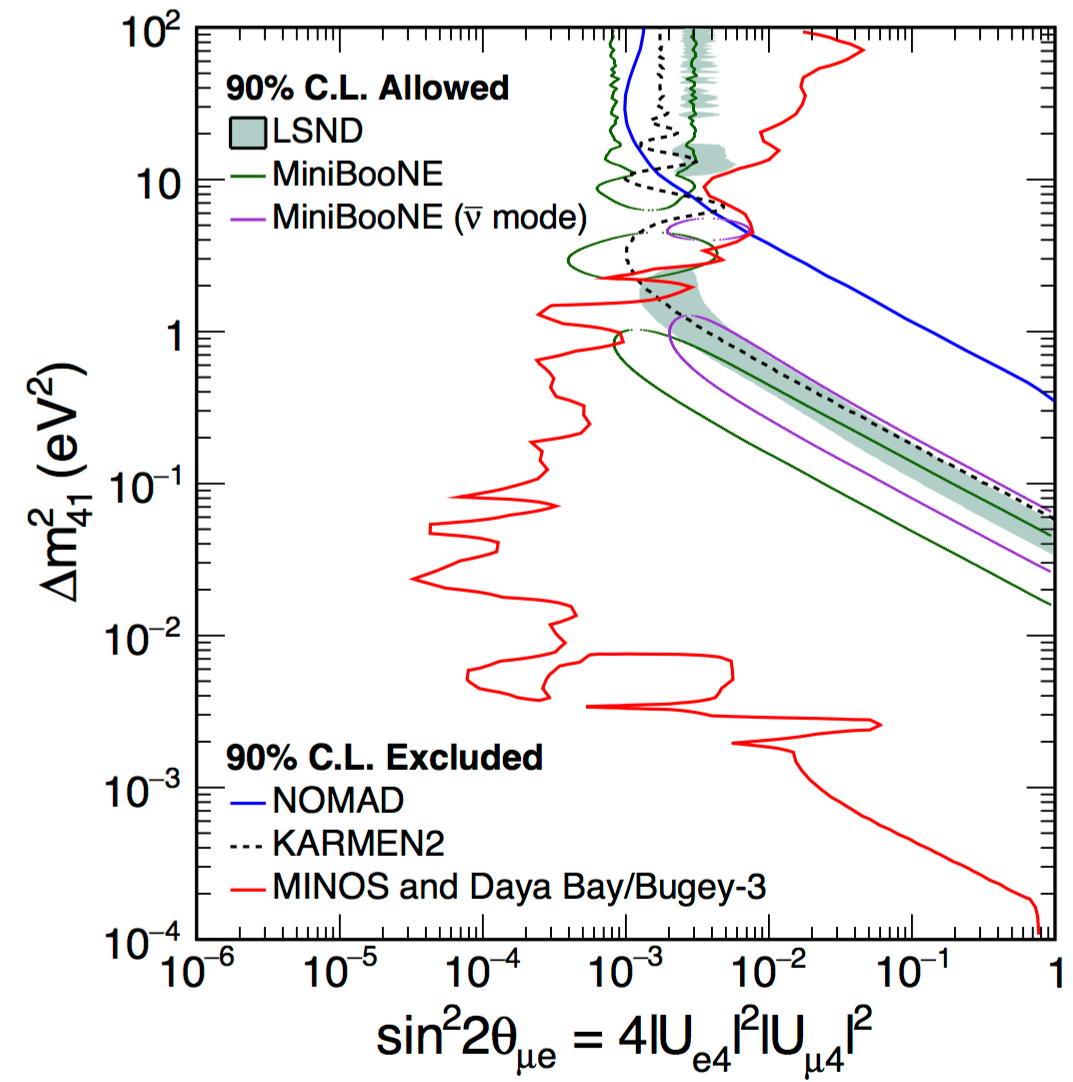 10²
10
1
10⁻¹
10⁻²
10⁻³
10⁻⁴
Δm²₄₁ (eV²)
90% C.L. Allowed
LSND
MiniBooNE
MiniBooNE (ν̅ mode)
90% C.L. Excluded
NOMAD
KARMEN2
MINOS and Daya Bay/Bugey-3
10⁻⁶ 10⁻⁵ 10⁻⁴ 10⁻³ 10⁻² 10⁻¹ 1
sin²2θ_μe = 4|U_e4|²|U_μ4|²